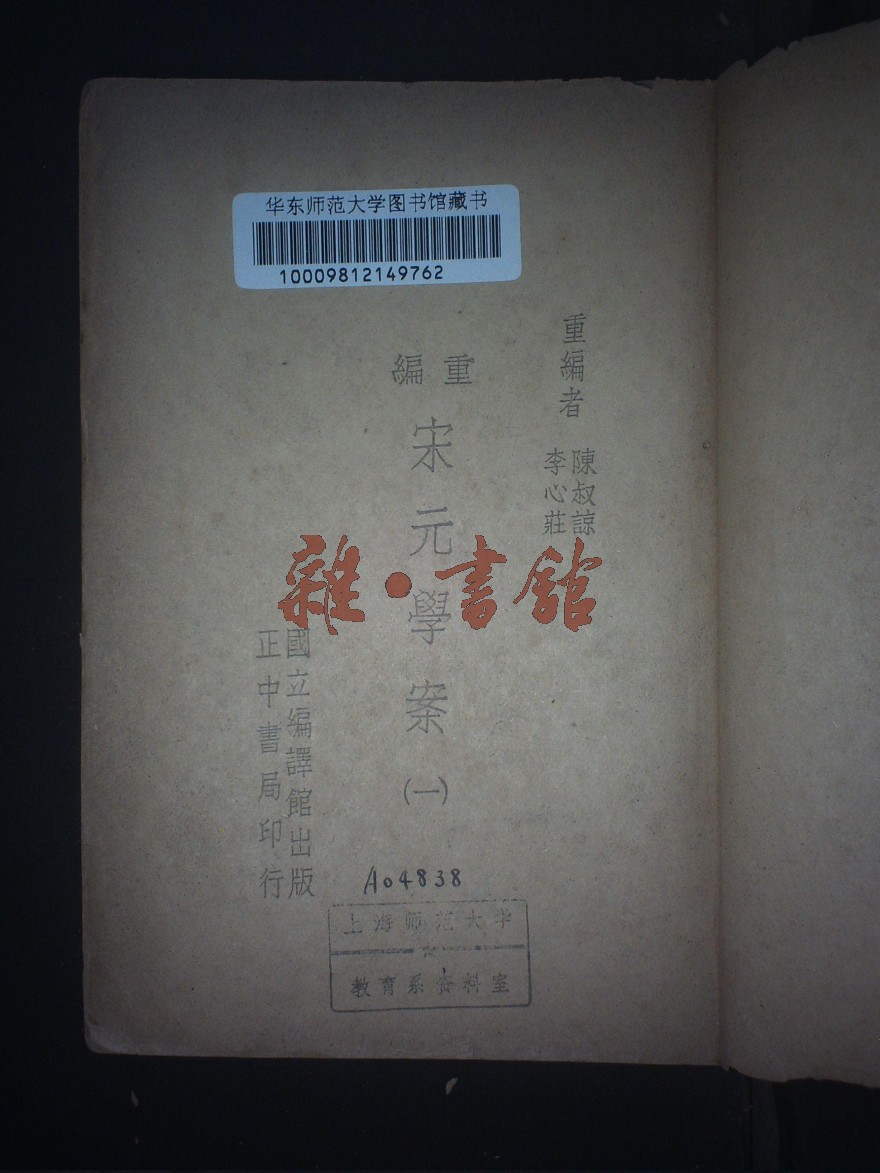 华东师范大学图书馆藏书
10009812149762
重編者
陳叔諒
李心莊
重編
宋元學案
(一)
國立編譯館出版
正中書局印行
雜·書館
A04838
上海师范大学
教育系资料室